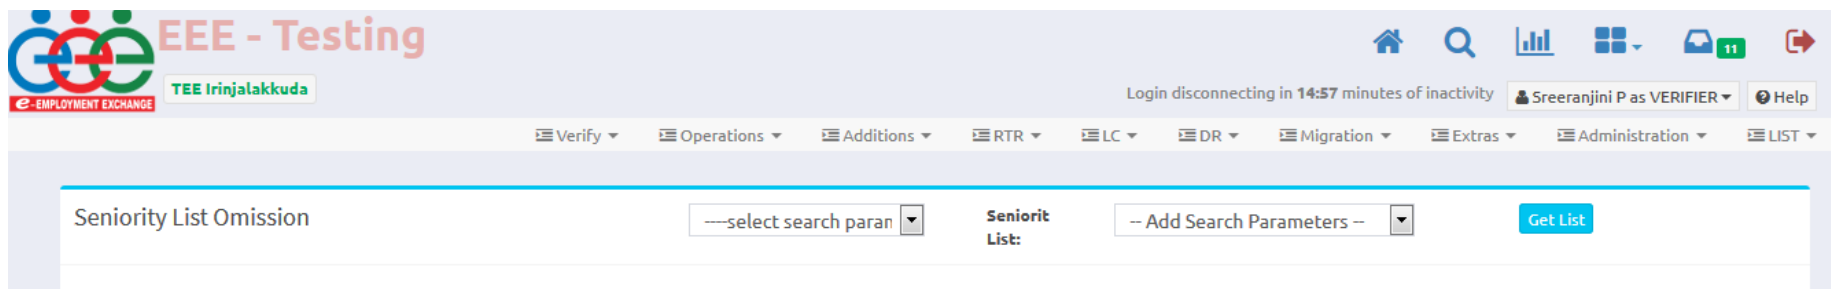 EEE - Testing
11
e-EMPLOYMENT EXCHANGE
TEE Irinjalakkuda
Login disconnecting in 14:57 minutes of inactivity
Sreeranjini P as VERIFIER
Help
Verify
Operations
Additions
RTR
LC
DR
Migration
Extras
Administration
LIST
Seniority List Omission
----select search paran
Seniorit
List:
-- Add Search Parameters --
Get List